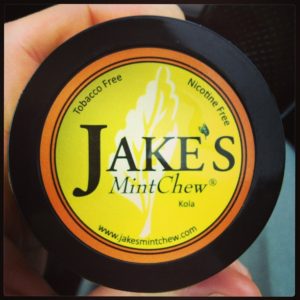 Tobacco Free
Nicotine Free
JAKE'S
MintChew®
Kola
www.jakesmintchew.com